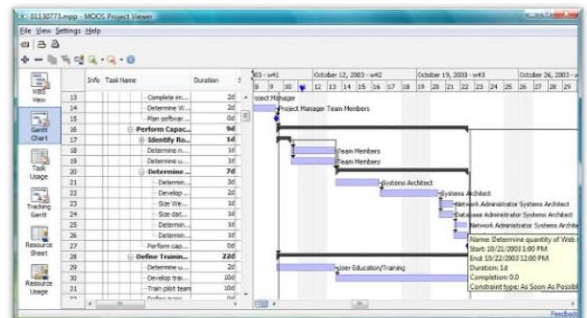 01130773.mpp - MOOS Project Viewer
File View Settings Help
Info Task Name Duration
03 - w41 October 12, 2003 - w42 October 19, 2003 - w43 October 26, 2003 -
8 9 10 11 12 13 14 15 16 17 18 19 20 21 22 23 24 25 26 27 28
WBS View
Gantt Chart
Task Usage
Tracking Gantt
Resource Sheet
Resource Usage
13 Complete im... 2d
14 Determine W... 2d
15 Plan softwar... 0d
16 Perform Capac... 9d
17 Identify Ro... 1d
18 Determine n... 3d
19 Determine u... 3d
20 Determine ... 7d
21 Determin... 3d
22 Develop ... 2d
23 Size We... 1d
24 Size dat... 1d
25 Determin... 1d
26 Determin... 1d
27 Perform cap... 0d
28 Define Trainin... 22d
29 Determine u... 2d
30 Develop trai... 10d
31 Train pilot team 10d
Project Manager Team Members
Team Members
Team Members
Systems Architect
Systems Architect
Network Administrator Systems Architect
Database Administrator Systems Architect
Network Administrator Systems Archite
User Education/Training
Name: Determine quantity of Web s
Start: 10/21/2003 1:00 PM
End: 10/22/2003 12:00 PM
Duration: 1d
Completion: 0.0
Constraint type: As Soon As Possibl
Feedback